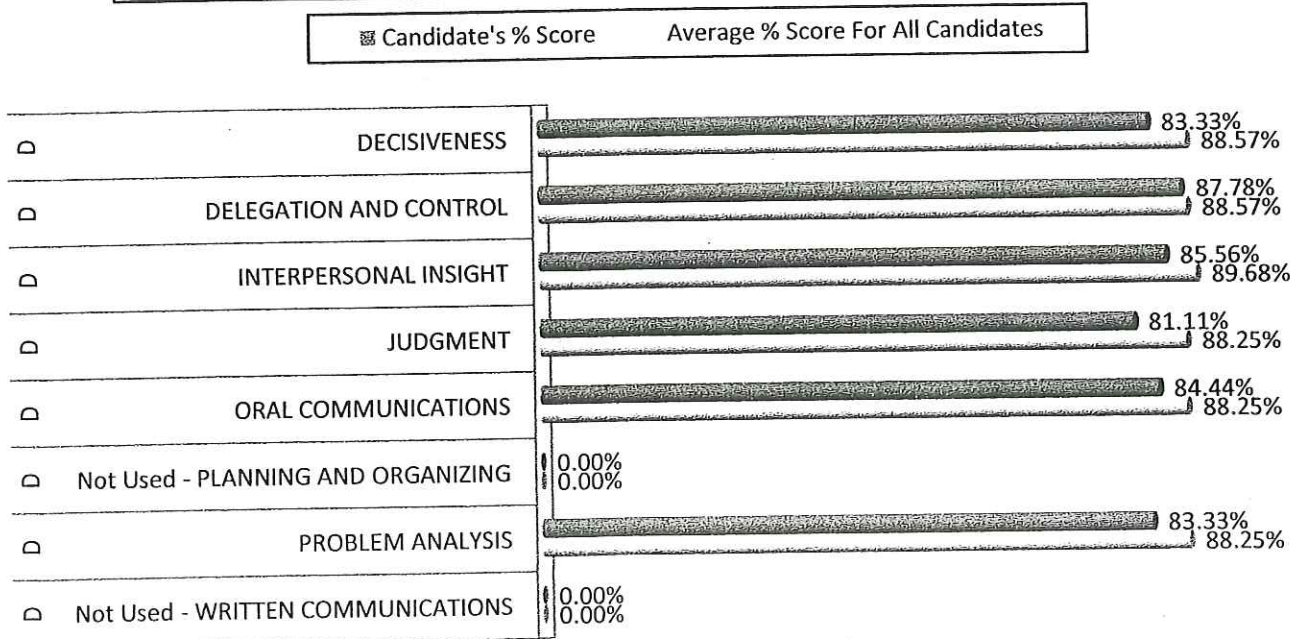 Candidate's % Score Average % Score For All Candidates
D DECISIVENESS 83.33%
88.57%
D DELEGATION AND CONTROL 87.78%
88.57%
D INTERPERSONAL INSIGHT 85.56%
89.68%
D JUDGMENT 81.11%
88.25%
D ORAL COMMUNICATIONS 84.44%
88.25%
D Not Used - PLANNING AND ORGANIZING 0.00%
0.00%
D PROBLEM ANALYSIS 83.33%
88.25%
D Not Used - WRITTEN COMMUNICATIONS 0.00%
0.00%